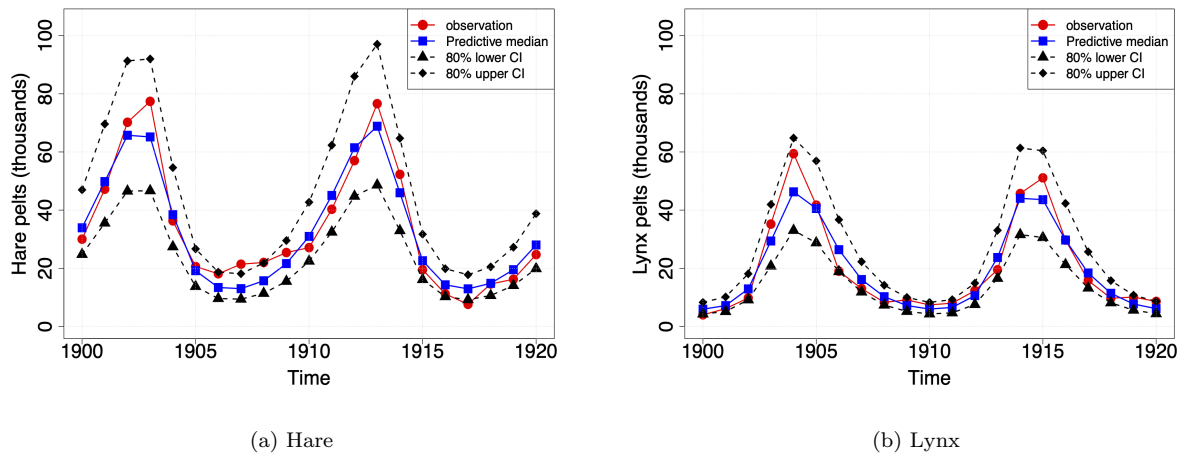 observation
Predictive median
80% lower CI
80% upper CI
Hare pelts (thousands)
100
80
60
40
20
0
1900 1905 1910 1915 1920
Time
(a) Hare
observation
Predictive median
80% lower CI
80% upper CI
Lynx pelts (thousands)
100
80
60
40
20
0
1900 1905 1910 1915 1920
Time
(b) Lynx